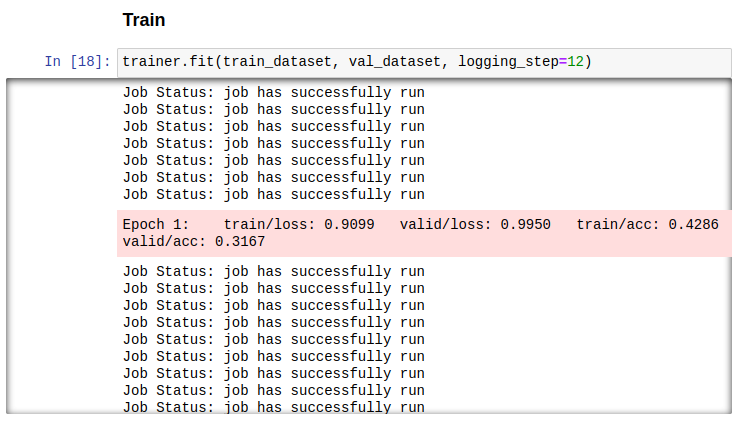 Train
In [18]: trainer.fit(train_dataset, val_dataset, logging_step=12)
Job Status: job has successfully run
Job Status: job has successfully run
Job Status: job has successfully run
Job Status: job has successfully run
Job Status: job has successfully run
Job Status: job has successfully run
Job Status: job has successfully run
Epoch 1:    train/loss: 0.9099   valid/loss: 0.9950   train/acc: 0.4286
valid/acc: 0.3167
Job Status: job has successfully run
Job Status: job has successfully run
Job Status: job has successfully run
Job Status: job has successfully run
Job Status: job has successfully run
Job Status: job has successfully run
Job Status: job has successfully run
Job Status: job has successfully run
Job Status: job has successfully run